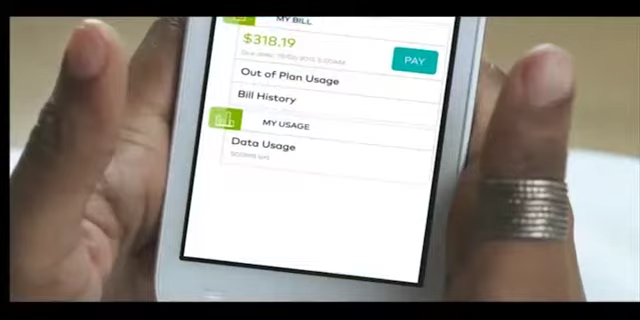 MY BILL
$318.19
PAY
Out of Plan Usage
Bill History
MY USAGE
Data Usage